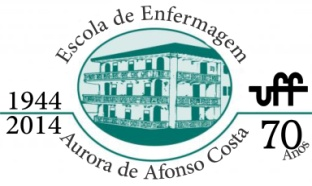 Escola de Enfermagem
1944
2014
uff
70
Anos
Aurora de Afonso Costa